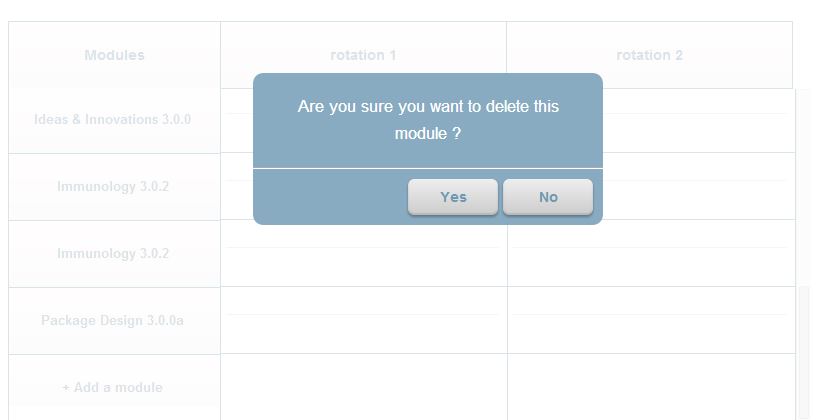 Modules rotation 1 rotation 2
Ideas & Innovations 3.0.0
Are you sure you want to delete this
module ?
Yes No
Immunology 3.0.2
Immunology 3.0.2
Package Design 3.0.0a
+ Add a module